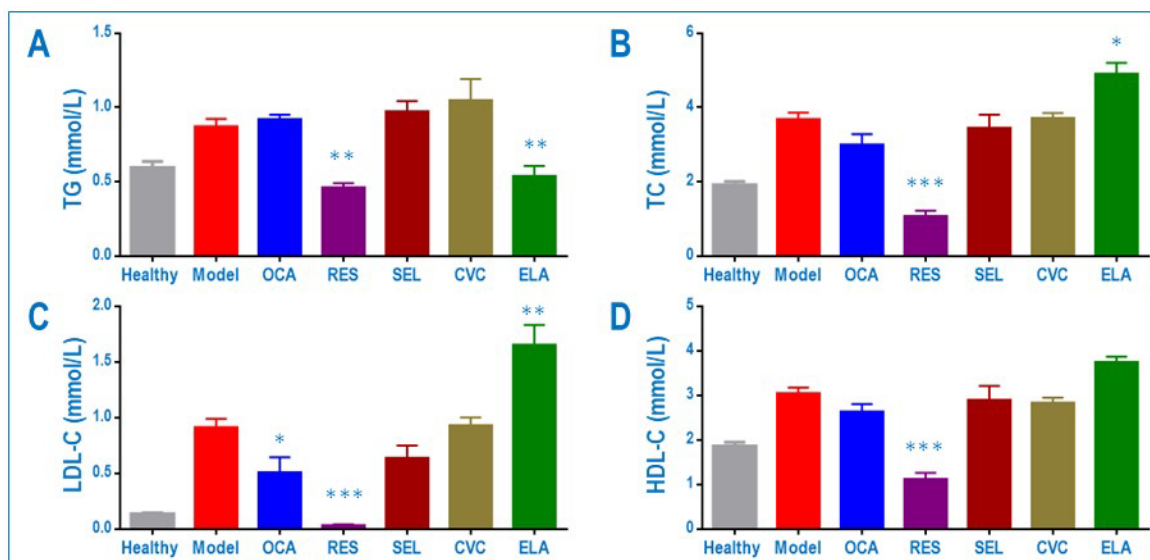 A
TG (mmol/L)
1.5
1.0
0.5
0.0
**
**
Healthy Model OCA RES SEL CVC ELA
B
TC (mmol/L)
6
4
2
0
*
***
Healthy Model OCA RES SEL CVC ELA
C
LDL-C (mmol/L)
2.0
1.5
1.0
0.5
0.0
**
*
***
Healthy Model OCA RES SEL CVC ELA
D
HDL-C (mmol/L)
5
4
3
2
1
0
***
Healthy Model OCA RES SEL CVC ELA